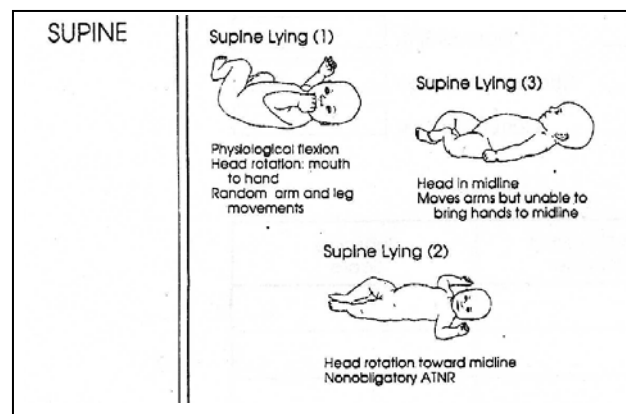 SUPINE
Supine Lying (1)
Physiological flexion
Head rotation: mouth
to hand
Random arm and leg
movements
Supine Lying (3)
Head in midline
Moves arms but unable to
bring hands to midline
Supine Lying (2)
Head rotation toward midline
Nonobligatory ATNR